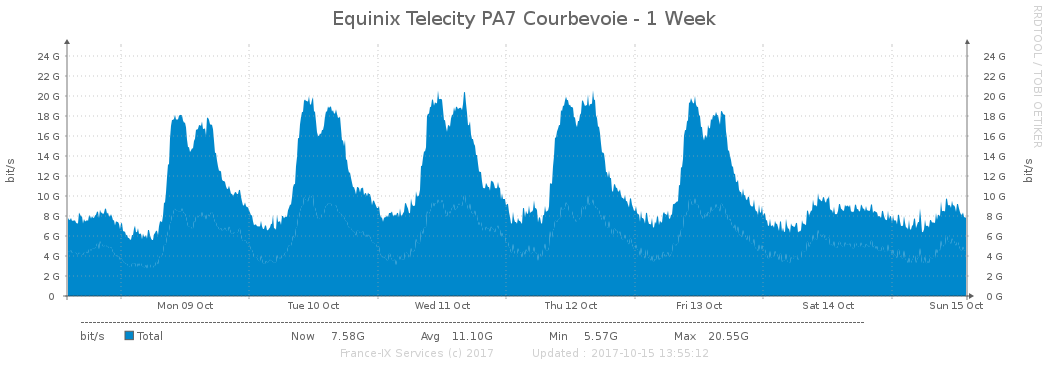 Equinix Telecity PA7 Courbevoie - 1 Week
RRDTOOL / TOBI OETIKER
24 G 24 G
22 G 22 G
20 G 20 G
18 G 18 G
16 G 16 G
14 G 14 G
12 G 12 G
10 G 10 G
8 G 8 G
6 G 6 G
4 G 4 G
2 G 2 G
0 0 G
bit/s bit/s
Mon 09 Oct Tue 10 Oct Wed 11 Oct Thu 12 Oct Fri 13 Oct Sat 14 Oct Sun 15 Oct
bit/s Total Now 7.58G Avg 11.10G Min 5.57G Max 20.55G
France-IX Services (c) 2017 Updated : 2017-10-15 13:55:12